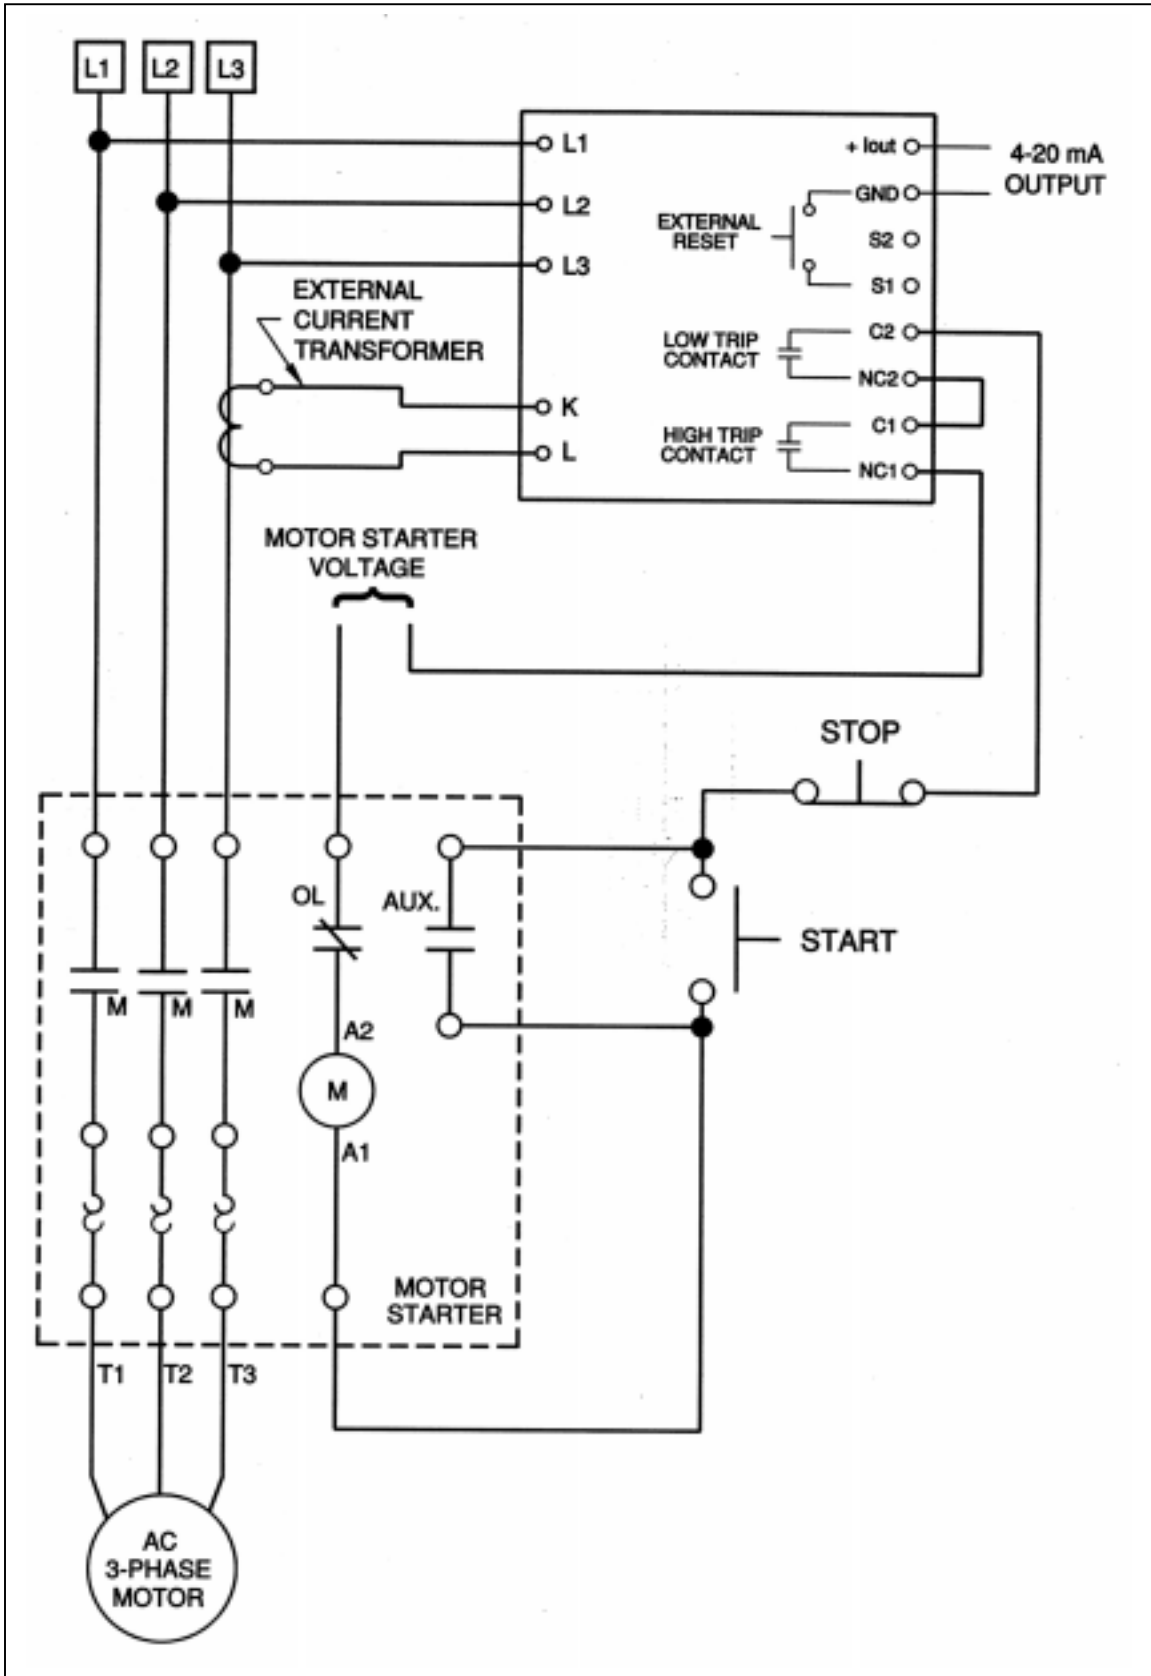 L1 L2 L3
L1
L2
L3
K
L
+ Iout
GND
S2
S1
C2
NC2
C1
NC1
4-20 mA
OUTPUT
EXTERNAL
RESET
LOW TRIP
CONTACT
HIGH TRIP
CONTACT
EXTERNAL
CURRENT
TRANSFORMER
MOTOR STARTER
VOLTAGE
STOP
START
OL
AUX.
M M M
A2
M
A1
MOTOR
STARTER
T1 T2 T3
AC
3-PHASE
MOTOR